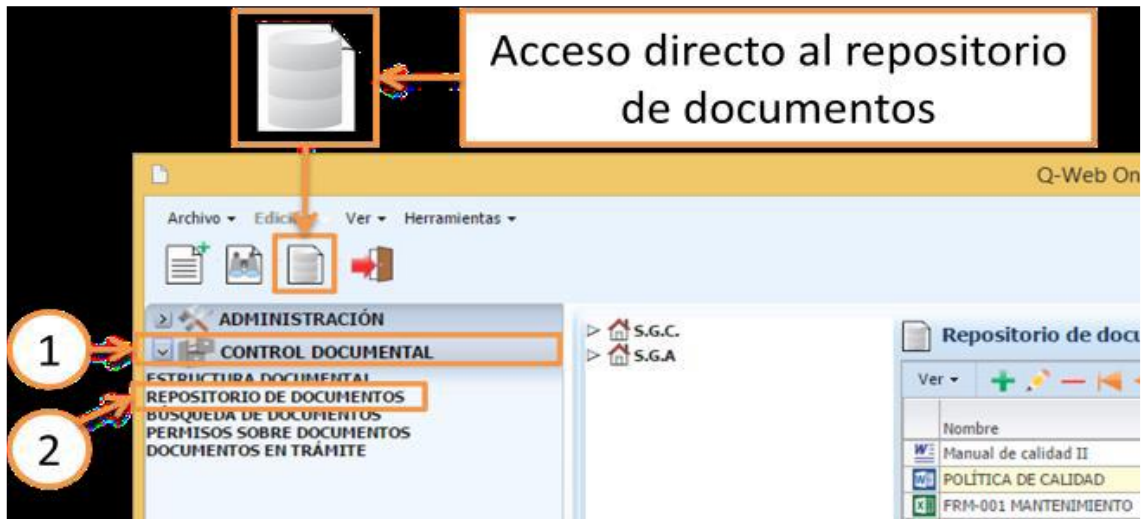 Acceso directo al repositorio
de documentos
Q-Web On
Archivo
Ver
Herramientas
1
ADMINISTRACIÓN
CONTROL DOCUMENTAL
ESTRUCTURA DOCUMENTAL
2
REPOSITORIO DE DOCUMENTOS
BÚSQUEDA DE DOCUMENTOS
PERMISOS SOBRE DOCUMENTOS
DOCUMENTOS EN TRÁMITE
S.G.C.
S.G.A
Repositorio de docu
Ver
Nombre
Manual de calidad II
POLÍTICA DE CALIDAD
FRM-001 MANTENIMIENTO